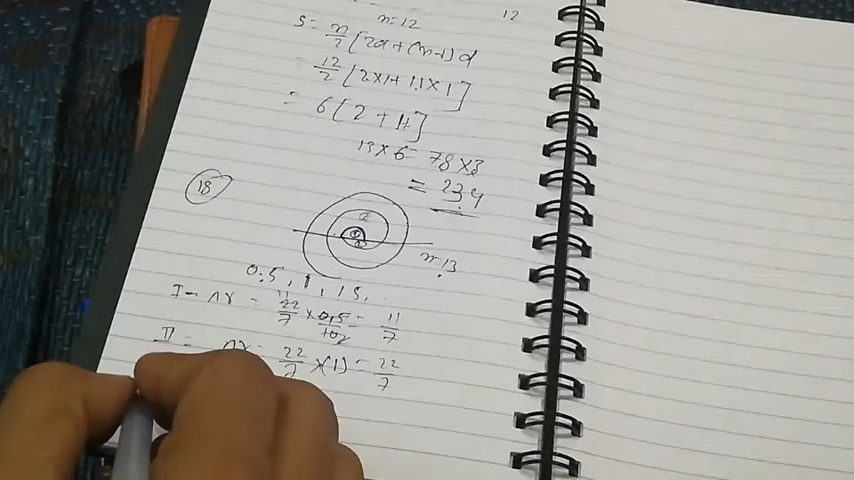 n=12 12
S = n/2 [2a+(n-1)d
= 12/2 [2×1+11×1]
= 6[2+11]
13×6= 78×3
= 234
18
n=13
0.5, 1, 1.5,
I - πr = 22/7 × 0.5 = 11/7
II = πr = 22/7 ×(1) = 22/7